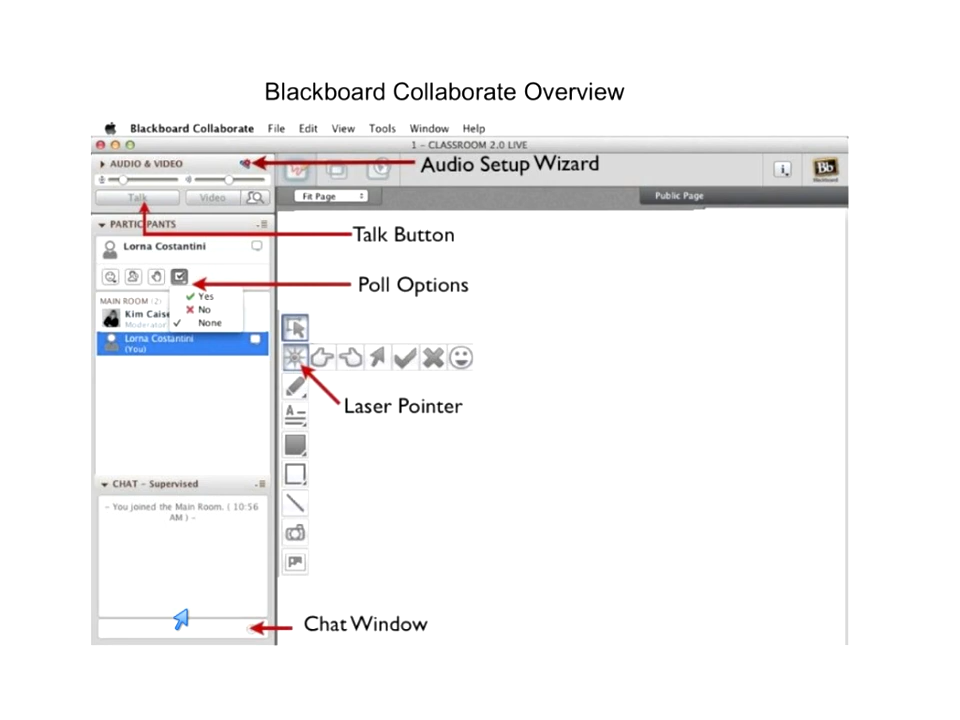 Blackboard Collaborate Overview
Blackboard Collaborate File Edit View Tools Window Help
1 – CLASSROOM 2.0 LIVE
AUDIO & VIDEO
Audio Setup Wizard
Bb
Talk Video
Fit Page
Public Page
PARTICIPANTS
Talk Button
Lorna Costantini
Poll Options
MAIN ROOM (2)
Yes
No
None
Kim Caise
Moderator
Lorna Costantini
(You)
Laser Pointer
CHAT – Supervised
– You joined the Main Room. ( 10:56
AM ) –
Chat Window